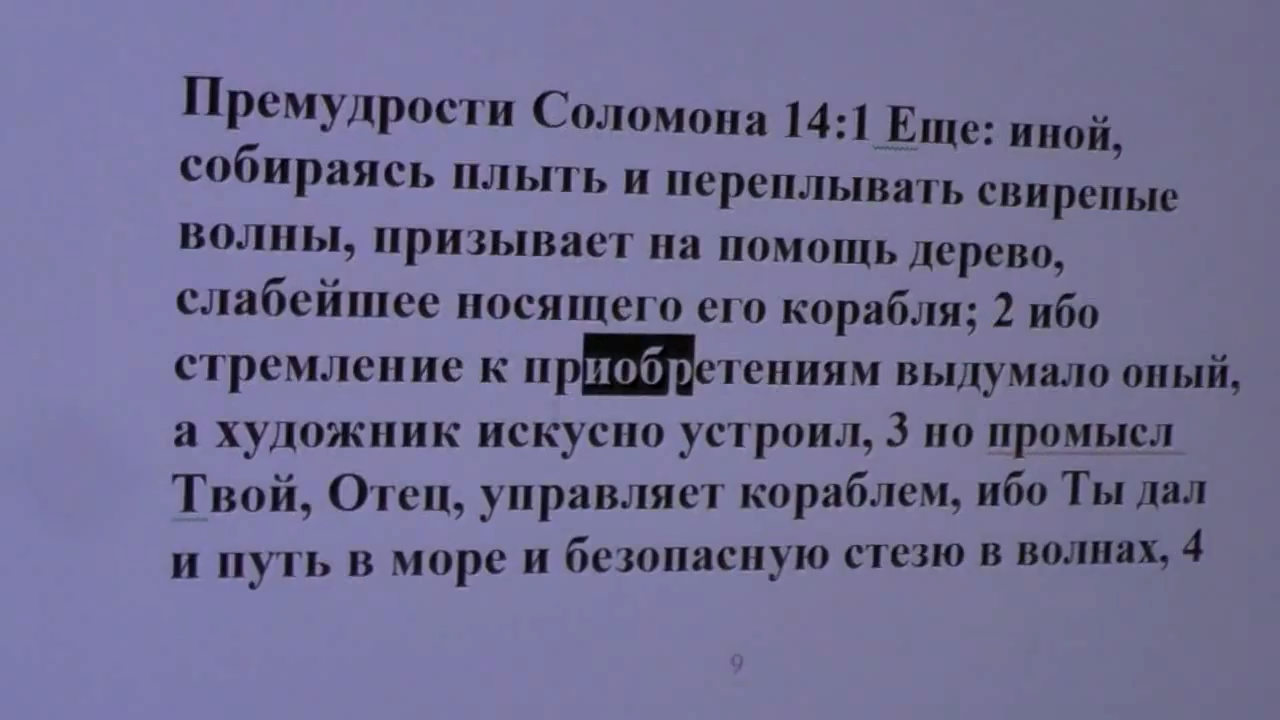 Премудрости Соломона 14:1 Еще: иной,
собираясь плыть и переплывать свирепые
волны, призывает на помощь дерево,
слабейшее носящего его корабля; 2 ибо
стремление к приобретениям выдумало оный,
а художник искусно устроил, 3 но промысл
Твой, Отец, управляет кораблем, ибо Ты дал
и путь в море и безопасную стезю в волнах, 4
9